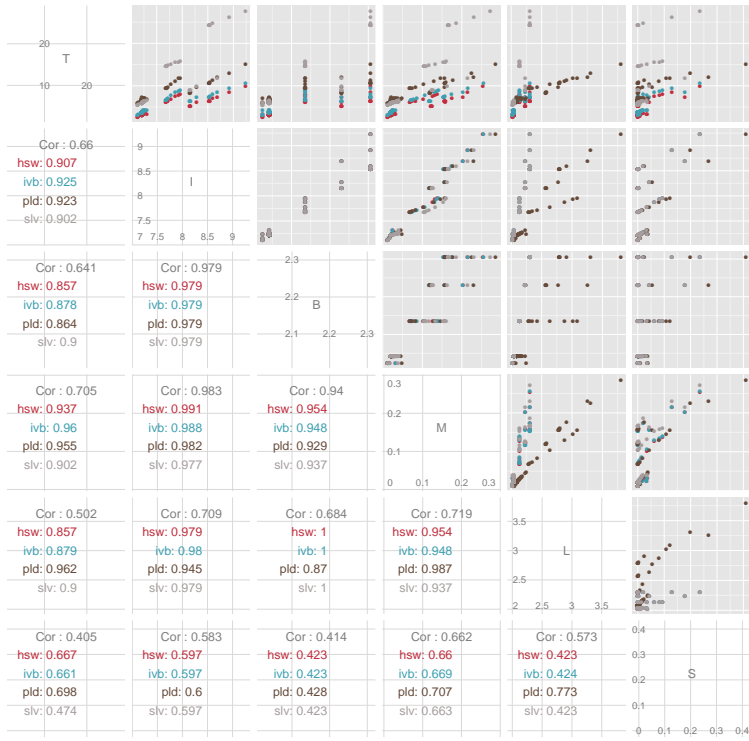 20
T
10
20
Cor : 0.66
hsw: 0.907
ivb: 0.925
pld: 0.923
slv: 0.902
9
8.5
I
8
7.5
7 7.5 8 8.5 9
Cor : 0.641
hsw: 0.857
ivb: 0.878
pld: 0.864
slv: 0.9
Cor : 0.979
hsw: 0.979
ivb: 0.979
pld: 0.979
slv: 0.979
2.3
2.2
B
2.1 2.2 2.3
Cor : 0.705
hsw: 0.937
ivb: 0.96
pld: 0.955
slv: 0.902
Cor : 0.983
hsw: 0.991
ivb: 0.988
pld: 0.982
slv: 0.977
Cor : 0.94
hsw: 0.954
ivb: 0.948
pld: 0.929
slv: 0.937
0.3
0.2
M
0.1
0 0.1 0.2 0.3
Cor : 0.502
hsw: 0.857
ivb: 0.879
pld: 0.962
slv: 0.9
Cor : 0.709
hsw: 0.979
ivb: 0.98
pld: 0.945
slv: 0.979
Cor : 0.684
hsw: 1
ivb: 1
pld: 0.87
slv: 1
Cor : 0.719
hsw: 0.954
ivb: 0.948
pld: 0.987
slv: 0.937
3.5
3
L
2.5
2 2.5 3 3.5
Cor : 0.405
hsw: 0.667
ivb: 0.661
pld: 0.698
slv: 0.474
Cor : 0.583
hsw: 0.597
ivb: 0.597
pld: 0.6
slv: 0.597
Cor : 0.414
hsw: 0.423
ivb: 0.423
pld: 0.428
slv: 0.423
Cor : 0.662
hsw: 0.66
ivb: 0.669
pld: 0.707
slv: 0.663
Cor : 0.573
hsw: 0.423
ivb: 0.424
pld: 0.773
slv: 0.423
0.4
0.3
S
0.2
0.1
0 0.1 0.2 0.3 0.4